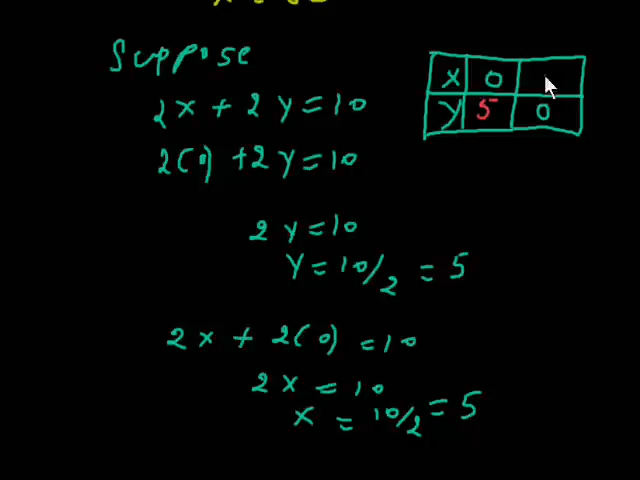 Suppose
2x + 2y = 10
2(0) + 2y = 10
2y = 10
y = 10/2 = 5
2x + 2(0) = 10
2x = 10
x = 10/2 = 5
x 0
y 5 0